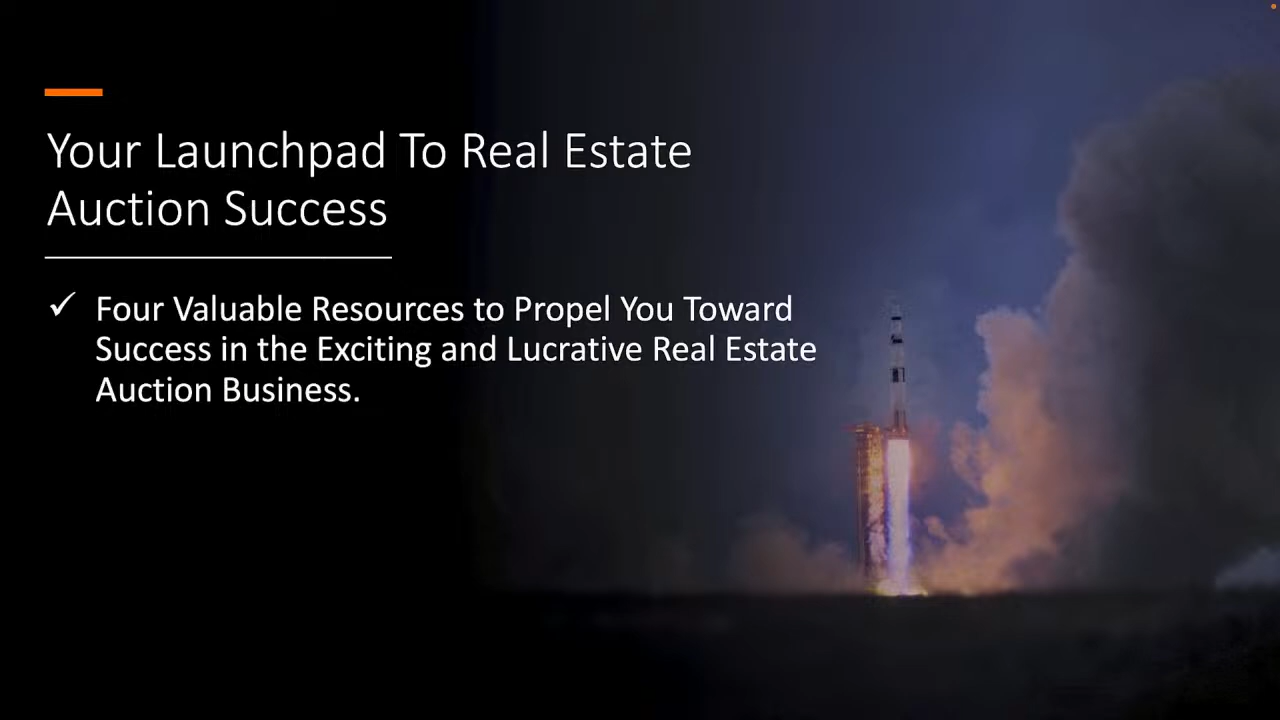 Your Launchpad To Real Estate
Auction Success
✓ Four Valuable Resources to Propel You Toward
Success in the Exciting and Lucrative Real Estate
Auction Business.